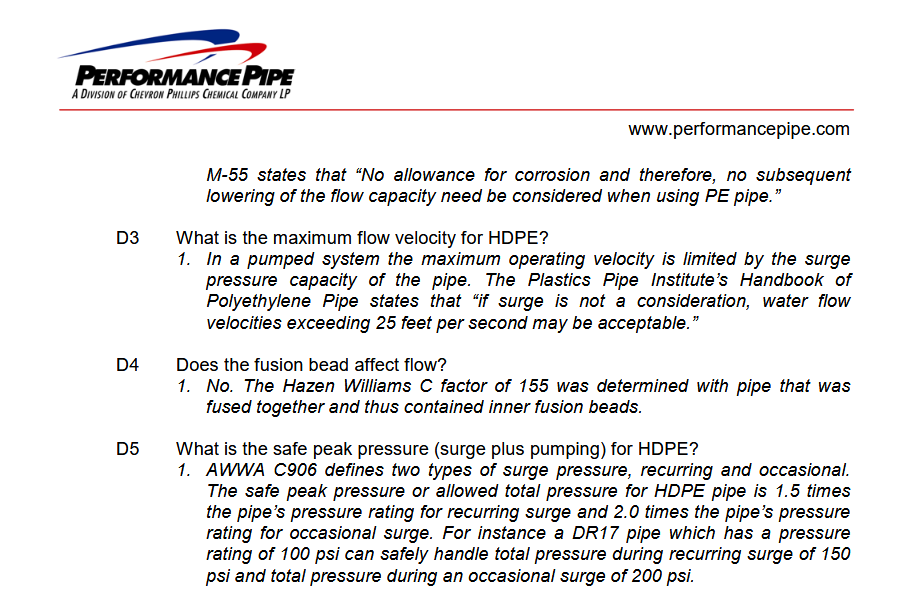 PERFORMANCE PIPE
A DIVISION OF CHEVRON PHILLIPS CHEMICAL COMPANY LP
www.performancepipe.com
M-55 states that “No allowance for corrosion and therefore, no subsequent
lowering of the flow capacity need be considered when using PE pipe.”
D3 What is the maximum flow velocity for HDPE?
1. In a pumped system the maximum operating velocity is limited by the surge
pressure capacity of the pipe. The Plastics Pipe Institute’s Handbook of
Polyethylene Pipe states that “if surge is not a consideration, water flow
velocities exceeding 25 feet per second may be acceptable.”
D4 Does the fusion bead affect flow?
1. No. The Hazen Williams C factor of 155 was determined with pipe that was
fused together and thus contained inner fusion beads.
D5 What is the safe peak pressure (surge plus pumping) for HDPE?
1. AWWA C906 defines two types of surge pressure, recurring and occasional.
The safe peak pressure or allowed total pressure for HDPE pipe is 1.5 times
the pipe’s pressure rating for recurring surge and 2.0 times the pipe’s pressure
rating for occasional surge. For instance a DR17 pipe which has a pressure
rating of 100 psi can safely handle total pressure during recurring surge of 150
psi and total pressure during an occasional surge of 200 psi.